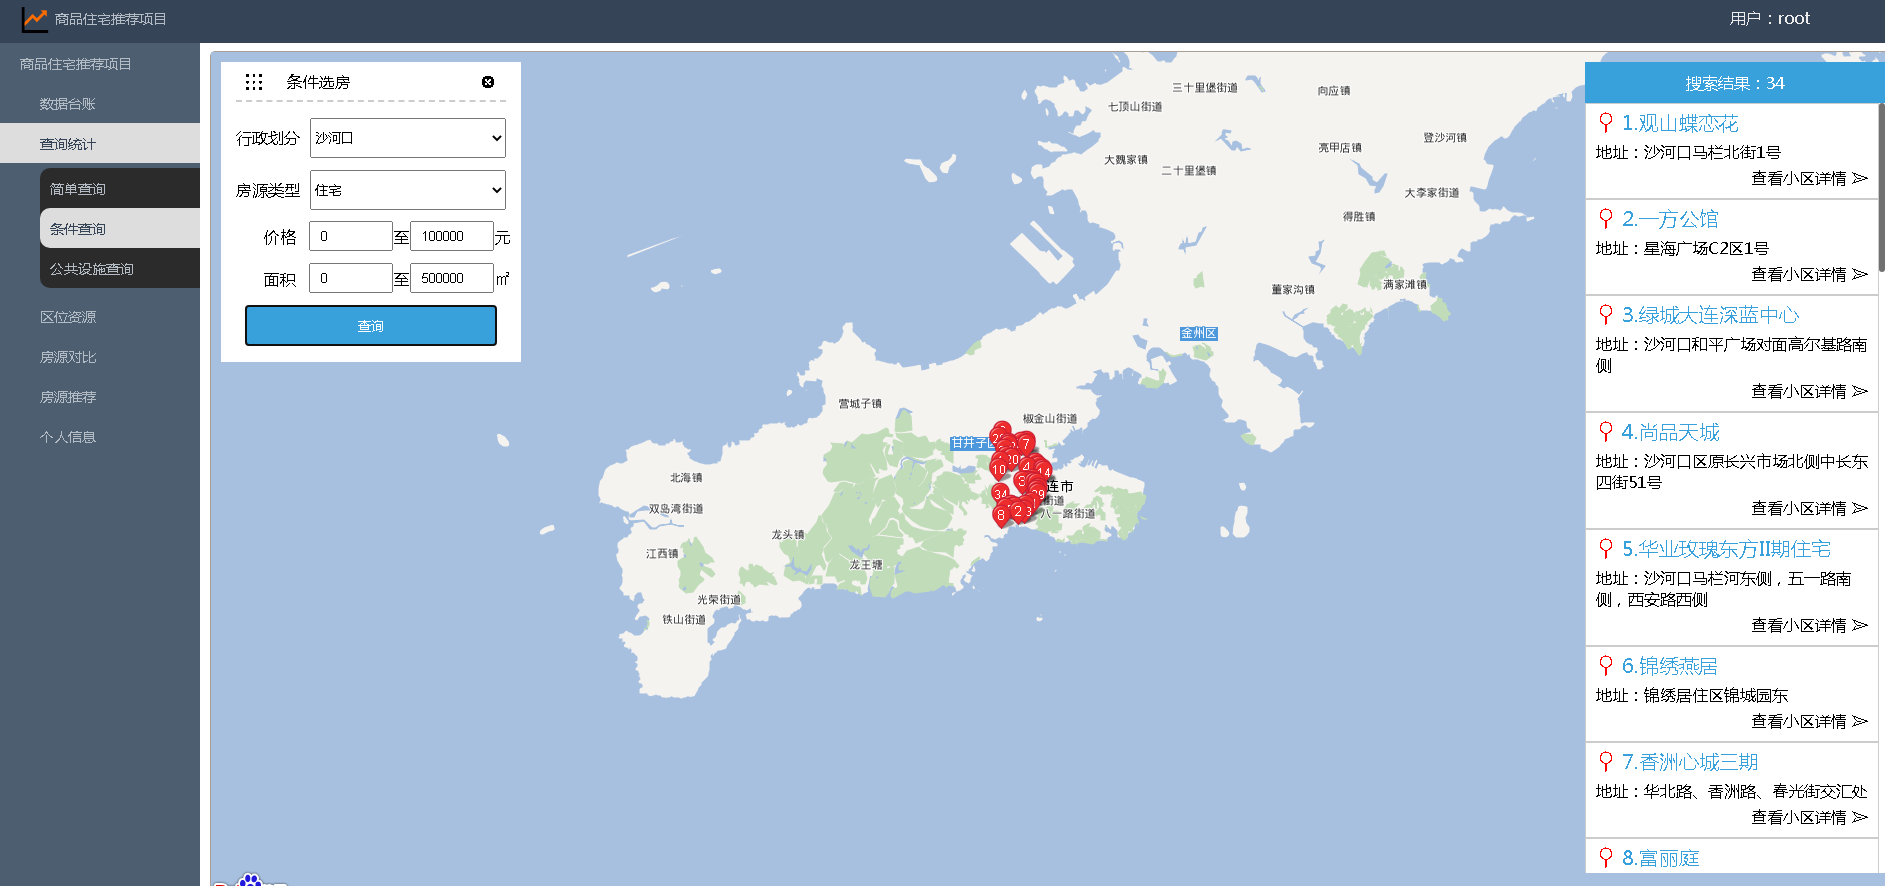 商品住宅推荐项目
用户：root
商品住宅推荐项目
数据台账
查询统计
简单查询
条件查询
公共设施查询
区位资源
房源对比
房源推荐
个人信息
条件选房
行政划分 沙河口
房源类型 住宅
价格 0 至 100000 元
面积 0 至 500000 ㎡
查询
三十里堡街道
向应镇
七顶山街道
登沙河镇
亮甲店镇
大魏家镇
二十里堡镇
大李家街道
得胜镇
董家沟镇
满家滩镇
金州区
营城子镇
椒金山街道
甘井子区
7
20
10
4
14
3
北海镇
34
29
连市
街道
双岛湾街道
8
2
3
八一路街道
龙头镇
江西镇
龙王塘
光荣街道
铁山街道
搜索结果：34
1.观山蝶恋花
地址：沙河口马栏北街1号
查看小区详情
2.一方公馆
地址：星海广场C2区1号
查看小区详情
3.绿城大连深蓝中心
地址：沙河口和平广场对面高尔基路南
侧
查看小区详情
4.尚品天城
地址：沙河口区原长兴市场北侧中长东
四街51号
查看小区详情
5.华业玫瑰东方II期住宅
地址：沙河口马栏河东侧，五一路南
侧，西安路西侧
查看小区详情
6.锦绣燕居
地址：锦绣居住区锦城园东
查看小区详情
7.香洲心城三期
地址：华北路、香洲路、春光街交汇处
查看小区详情
8.富丽庭